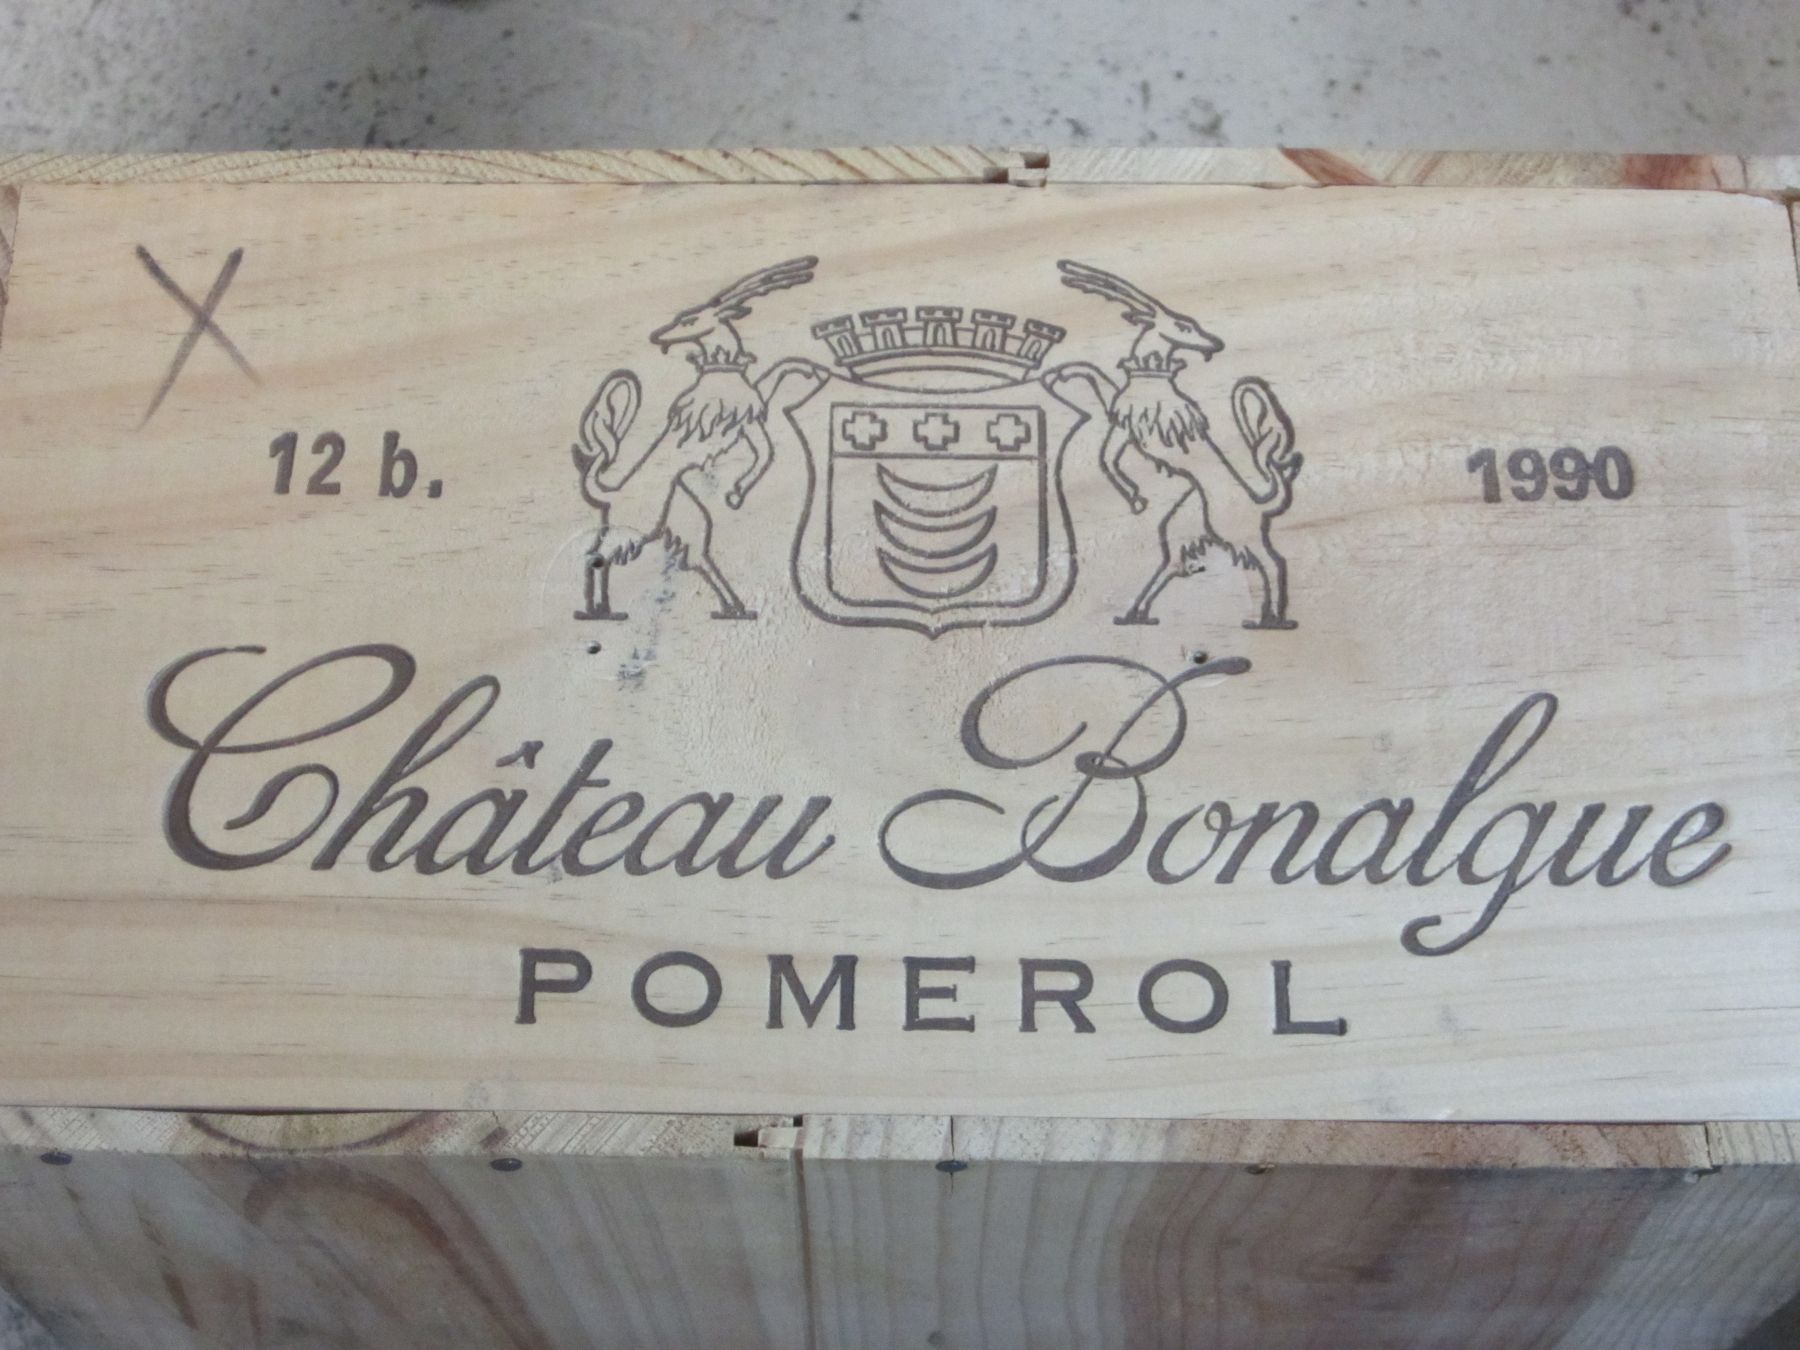 X
12 b.
1990
Château Bonalgue
POMEROL